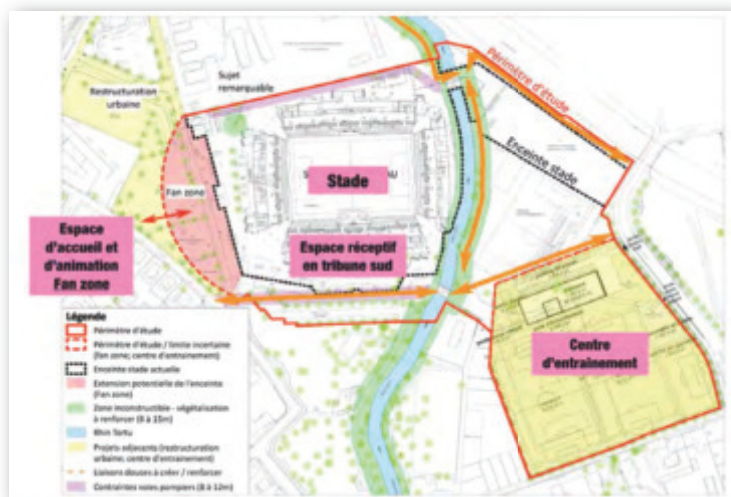 Restructuration
urbaine
Sujet
remarquable
Périmètre d'étude
Enceinte stade
Fan zone
Stade
Espace
d'accueil et
d'animation
Fan zone
Espace réceptif
en tribune sud
Centre
d'entrainement
Légende
Périmètre d'étude
Périmètre d'étude / limite incertaine
(fan zone; centre d'entrainement)
Enceinte stade actuelle
Extension potentielle de l'enceinte
(Fan zone)
Zone inconstructible - végétalisation
à renforcer (8 à 15m)
Rhin Tortu
Projets adjacents (restructuration
urbaine; centre d'entrainement)
Liaisons douces à créer / renforcer
Contraintes voies pompiers (8 à 12m)